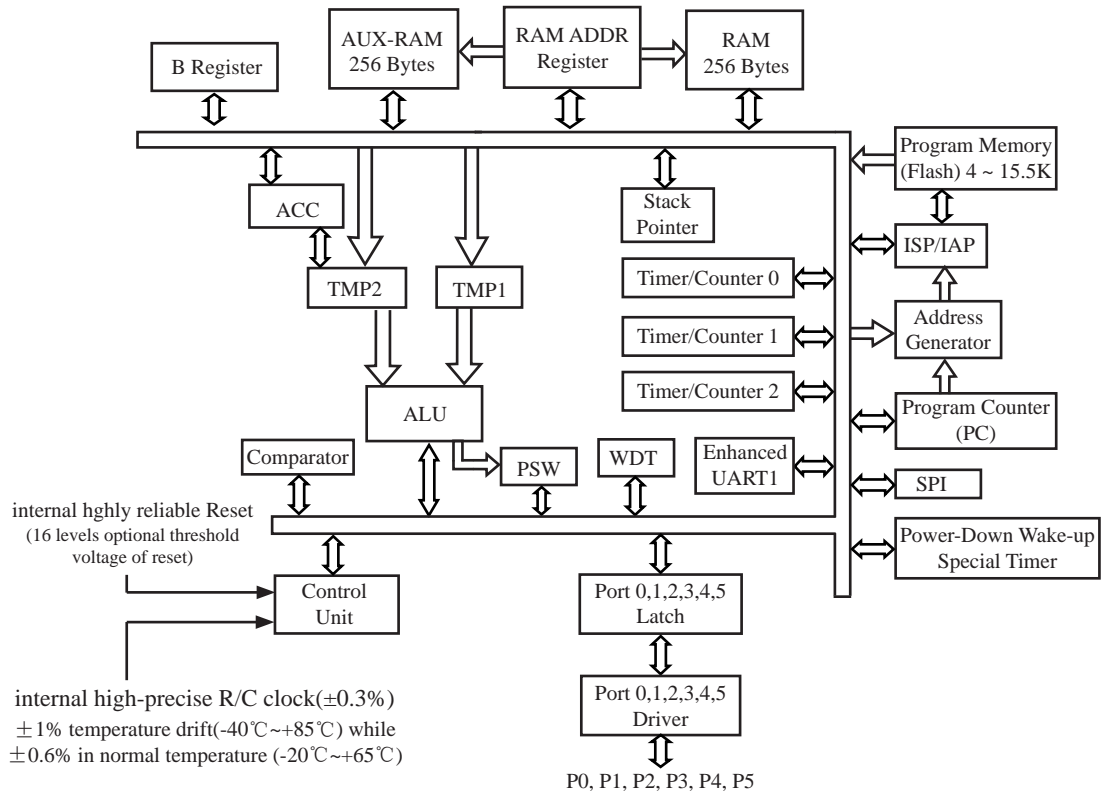 B Register
AUX-RAM
256 Bytes
RAM ADDR
Register
RAM
256 Bytes
Program Memory
(Flash) 4 ~ 15.5K
ACC
Stack
Pointer
ISP/IAP
TMP2
TMP1
Timer/Counter 0
Address
Generator
Timer/Counter 1
Timer/Counter 2
ALU
Program Counter
(PC)
Comparator
PSW
WDT
Enhanced
UART1
SPI
internal hghly reliable Reset
(16 levels optional threshold
voltage of reset)
Power-Down Wake-up
Special Timer
Control
Unit
Port 0,1,2,3,4,5
Latch
internal high-precise R/C clock(±0.3%)
±1% temperature drift(-40℃~+85℃) while
±0.6% in normal temperature (-20℃~+65℃)
Port 0,1,2,3,4,5
Driver
P0, P1, P2, P3, P4, P5